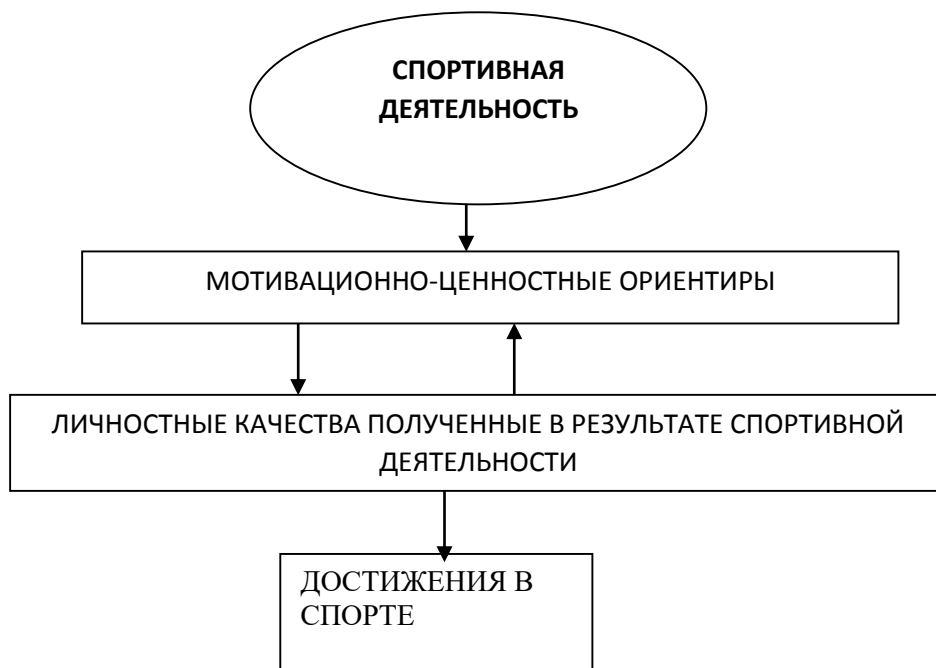 СПОРТИВНАЯ
ДЕЯТЕЛЬНОСТЬ
МОТИВАЦИОННО-ЦЕННОСТНЫЕ ОРИЕНТИРЫ
ЛИЧНОСТНЫЕ КАЧЕСТВА ПОЛУЧЕННЫЕ В РЕЗУЛЬТАТЕ СПОРТИВНОЙ
ДЕЯТЕЛЬНОСТИ
ДОСТИЖЕНИЯ В
СПОРТЕ